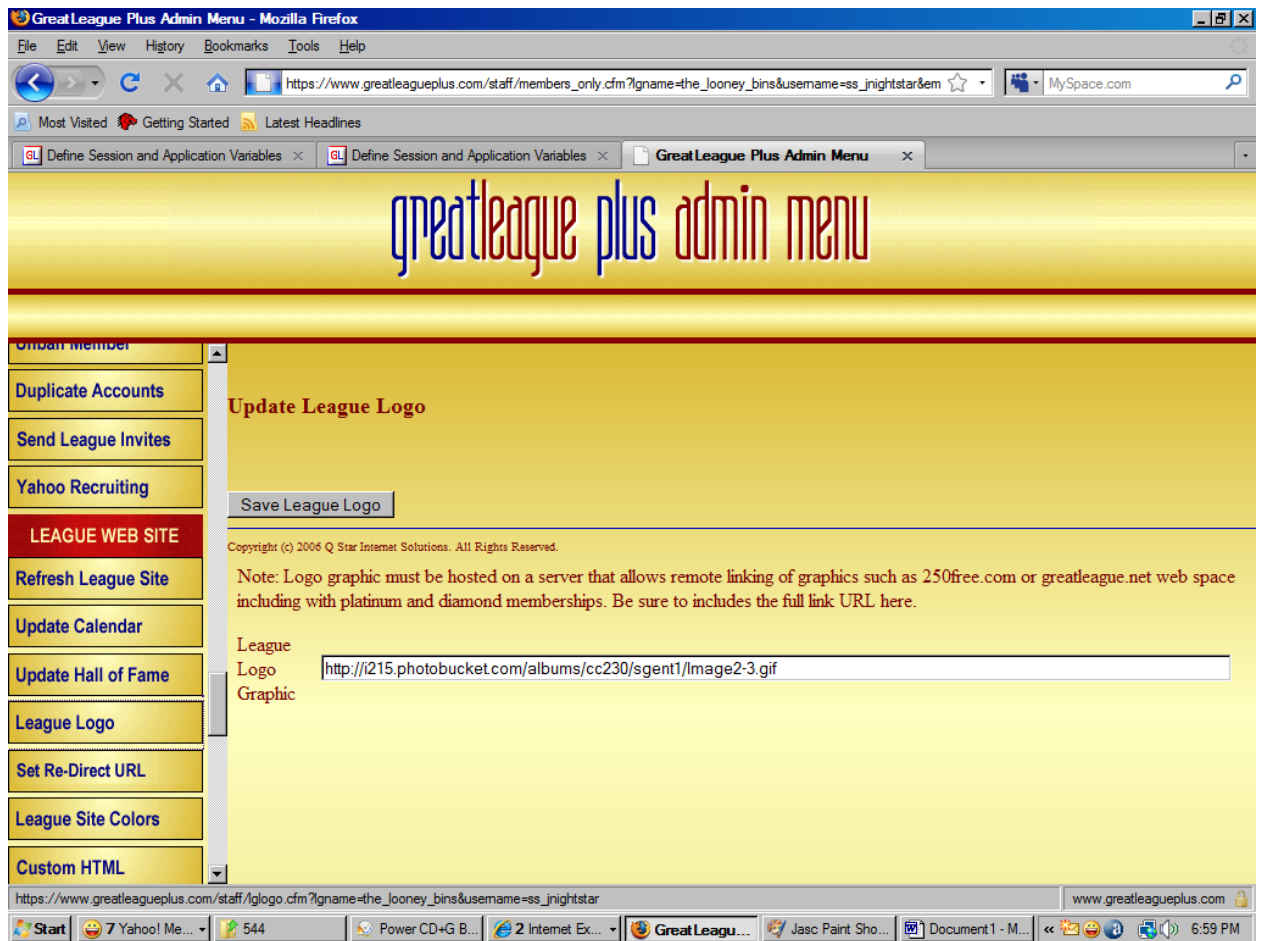 GreatLeague Plus Admin Menu - Mozilla Firefox
File Edit View History Bookmarks Tools Help
https://www.greatleagueplus.com/staff/members_only.cfm?lgname=the_looney_bins&username=ss_jnightstar&em
MySpace.com
Most Visited Getting Started Latest Headlines
GL Define Session and Application Variables GL Define Session and Application Variables GreatLeague Plus Admin Menu
greatleague plus admin menu
Unban Member
Duplicate Accounts
Send League Invites
Yahoo Recruiting
LEAGUE WEB SITE
Refresh League Site
Update Calendar
Update Hall of Fame
League Logo
Set Re-Direct URL
League Site Colors
Custom HTML
Update League Logo
Save League Logo
Copyright (c) 2006 Q Star Internet Solutions. All Rights Reserved.
Note: Logo graphic must be hosted on a server that allows remote linking of graphics such as 250free.com or greatleague.net web space
including with platinum and diamond memberships. Be sure to includes the full link URL here.
League
Logo
Graphic
http://i215.photobucket.com/albums/cc230/sgent1/Image2-3.gif
https://www.greatleagueplus.com/staff/lglogo.cfm?lgname=the_looney_bins&username=ss_jnightstar
www.greatleagueplus.com
Start 7 Yahoo! Me... 544 Power CD+G B... 2 Internet Ex... GreatLeagu... Jasc Paint Sho... Document1 - M... « 6:59 PM